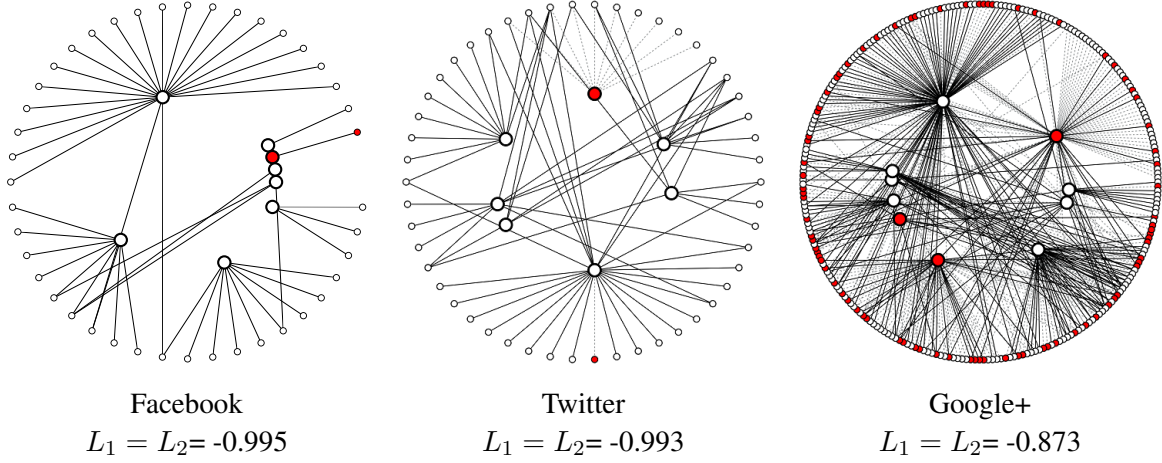 Facebook
Twitter
Google+
L₁ = L₂= -0.995
L₁ = L₂= -0.993
L₁ = L₂= -0.873